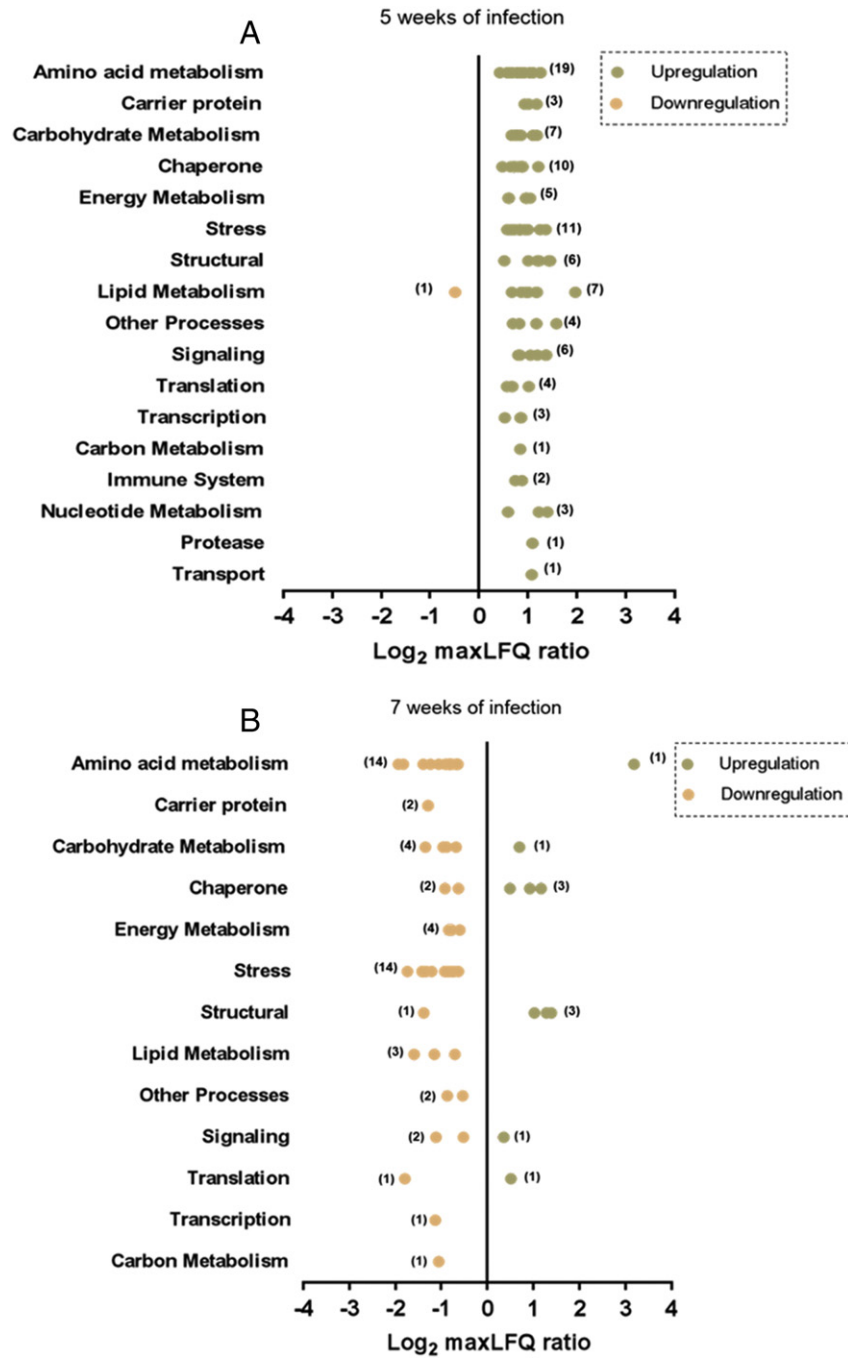 A
5 weeks of infection
Amino acid metabolism (19)
Carrier protein (3)
Carbohydrate Metabolism (7)
Chaperone (10)
Energy Metabolism (5)
Stress (11)
Structural (6)
Lipid Metabolism (1) (7)
Other Processes (4)
Signaling (6)
Translation (4)
Transcription (3)
Carbon Metabolism (1)
Immune System (2)
Nucleotide Metabolism (3)
Protease (1)
Transport (1)
Upregulation
Downregulation
-4 -3 -2 -1 0 1 2 3 4
Log2 maxLFQ ratio
B
7 weeks of infection
Amino acid metabolism (14) (1)
Carrier protein (2)
Carbohydrate Metabolism (4) (1)
Chaperone (2) (3)
Energy Metabolism (4)
Stress (14)
Structural (1) (3)
Lipid Metabolism (3)
Other Processes (2)
Signaling (2) (1)
Translation (1) (1)
Transcription (1)
Carbon Metabolism (1)
Upregulation
Downregulation
-4 -3 -2 -1 0 1 2 3 4
Log2 maxLFQ ratio